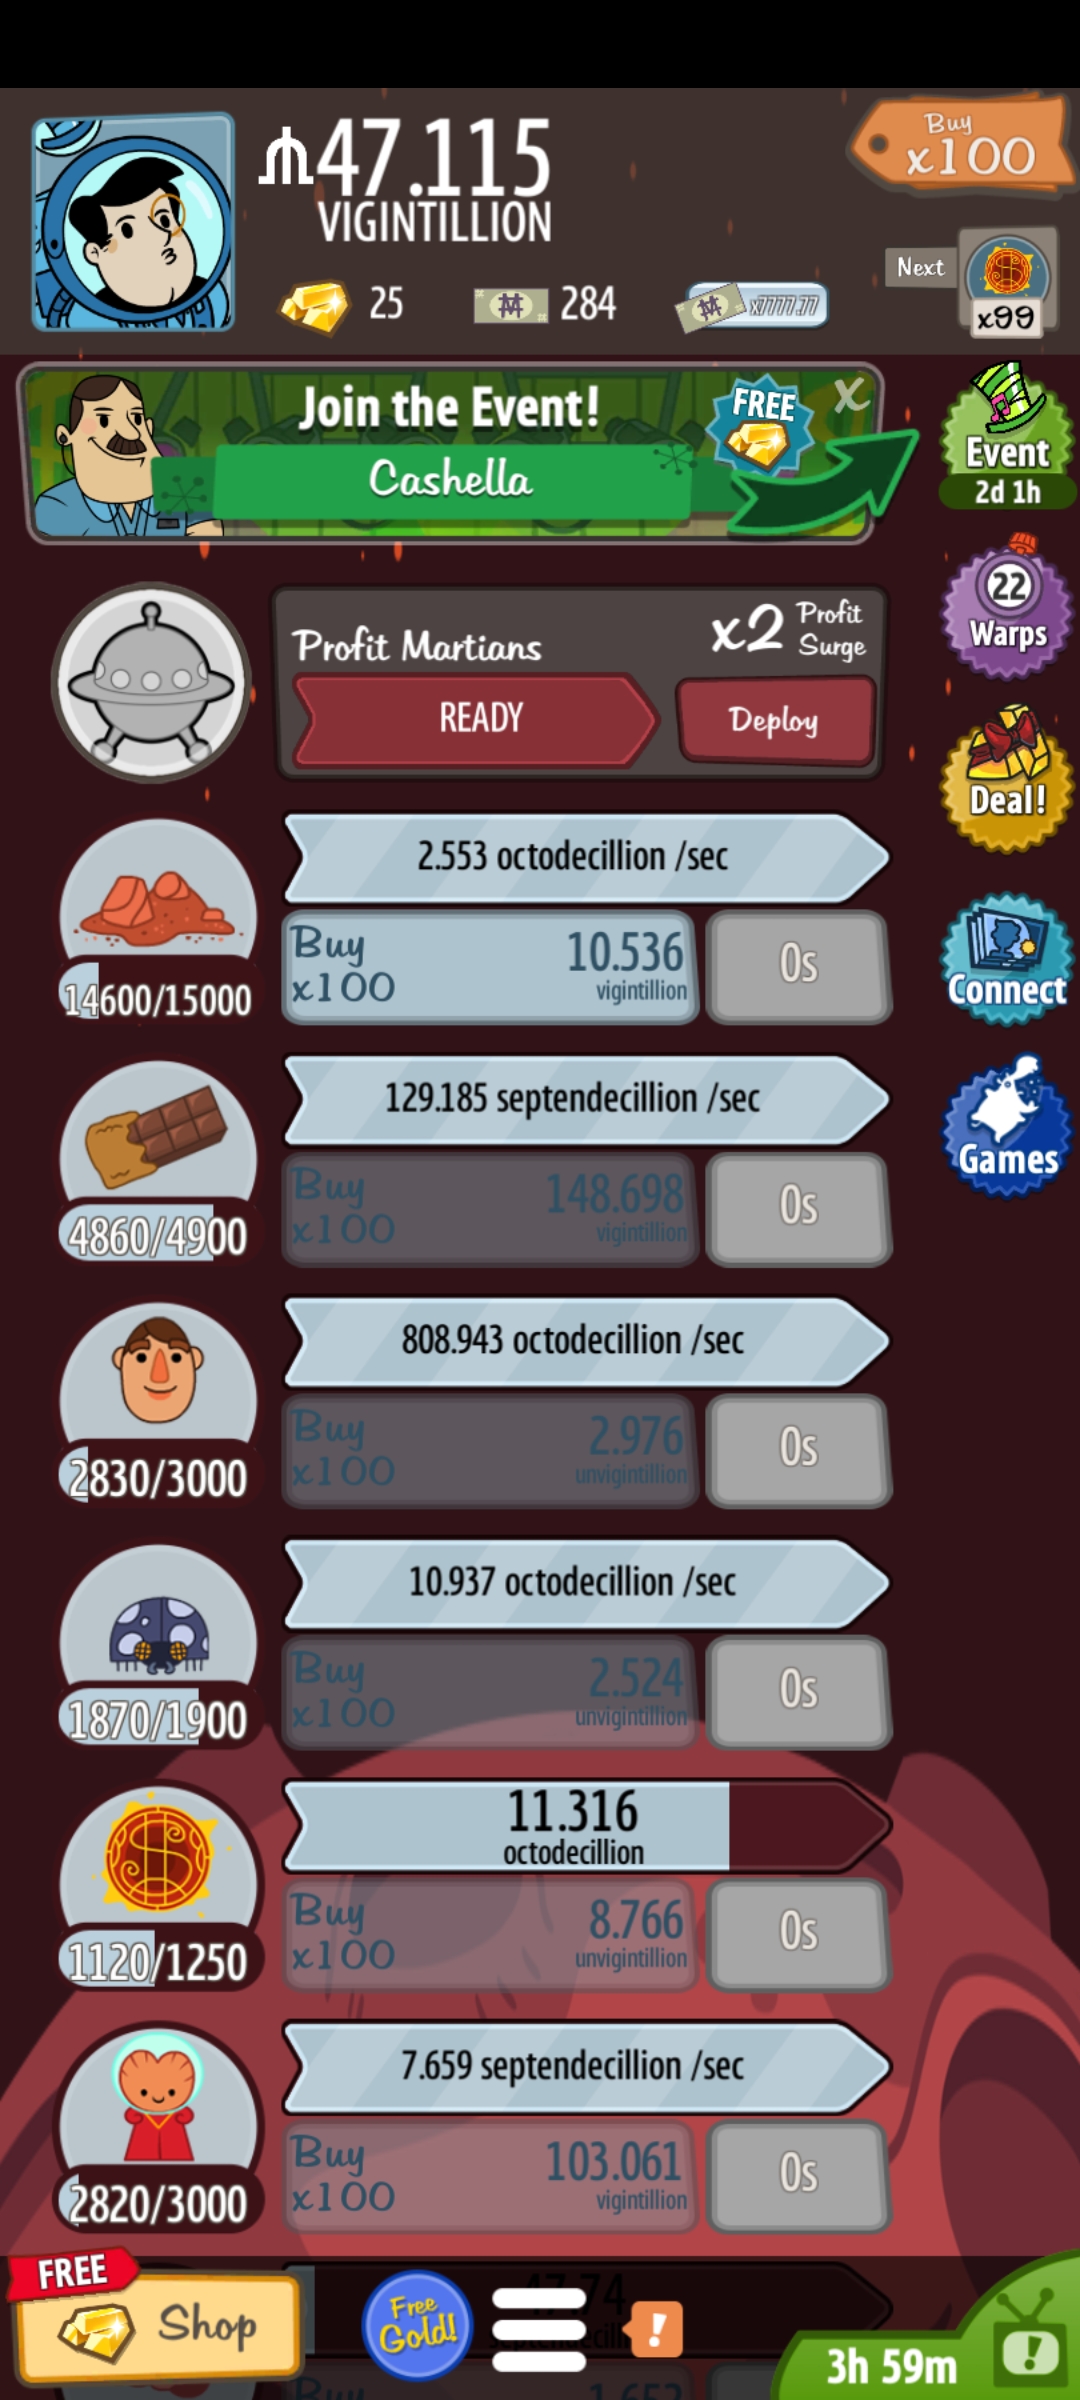 47.115
VIGINTILLION
Buy
x100
25
284
x7777.77
Next
x99
Join the Event!
Cashella
FREE
X
Event
2d 1h
Profit Martians
x2 Profit Surge
READY
Deploy
22
Warps
Deal!
2.553 octodecillion /sec
14600/15000
Buy
x100
10.536
vigintillion
0s
Connect
129.185 septendecillion /sec
4860/4900
Buy
x100
148.698
vigintillion
0s
Games
808.943 octodecillion /sec
2830/3000
Buy
x100
2.976
unvigintillion
0s
10.937 octodecillion /sec
1870/1900
Buy
x100
2.524
unvigintillion
0s
11.316
octodecillion
1120/1250
Buy
x100
8.766
unvigintillion
0s
7.659 septendecillion /sec
2820/3000
Buy
x100
103.061
vigintillion
0s
FREE
Shop
Free
Gold!
!
47.74
3h 59m
!